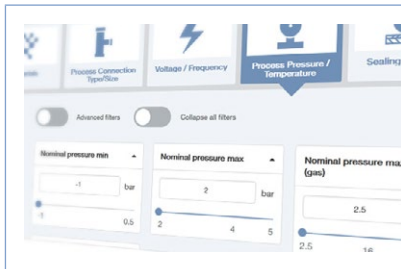 Process Connection
Type/Size
Voltage / Frequency
Process Pressure /
Temperature
Sealing
Advanced filters
Collapse all filters
Nominal pressure min
Nominal pressure max
Nominal pressure max
(gas)
-1
bar
2
bar
2.5
-1
0.5
2
4
5
2.5
16